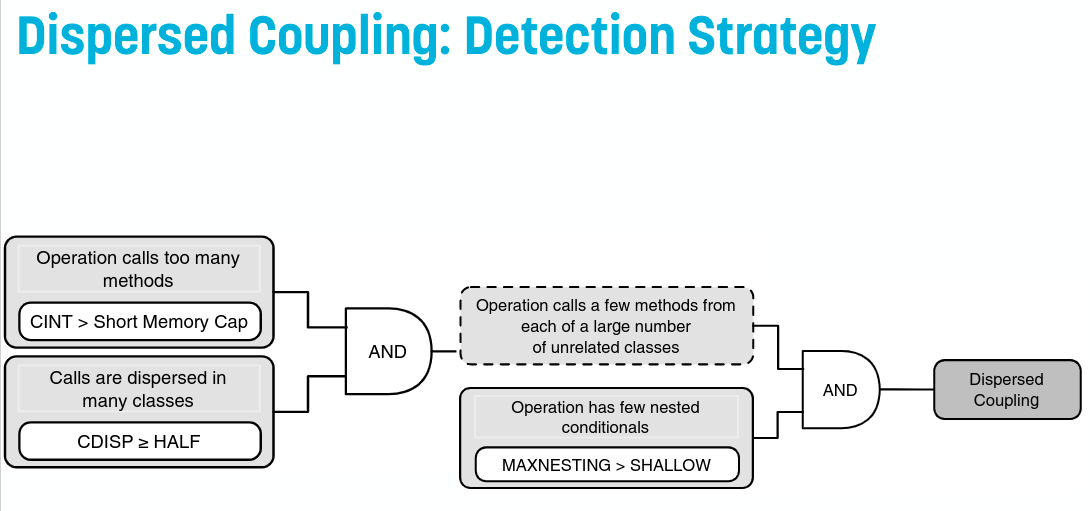 Dispersed Coupling: Detection Strategy
Operation calls too many
methods
CINT > Short Memory Cap
Calls are dispersed in
many classes
CDISP ≥ HALF
AND
Operation calls a few methods from
each of a large number
of unrelated classes
Operation has few nested
conditionals
MAXNESTING > SHALLOW
AND
Dispersed
Coupling